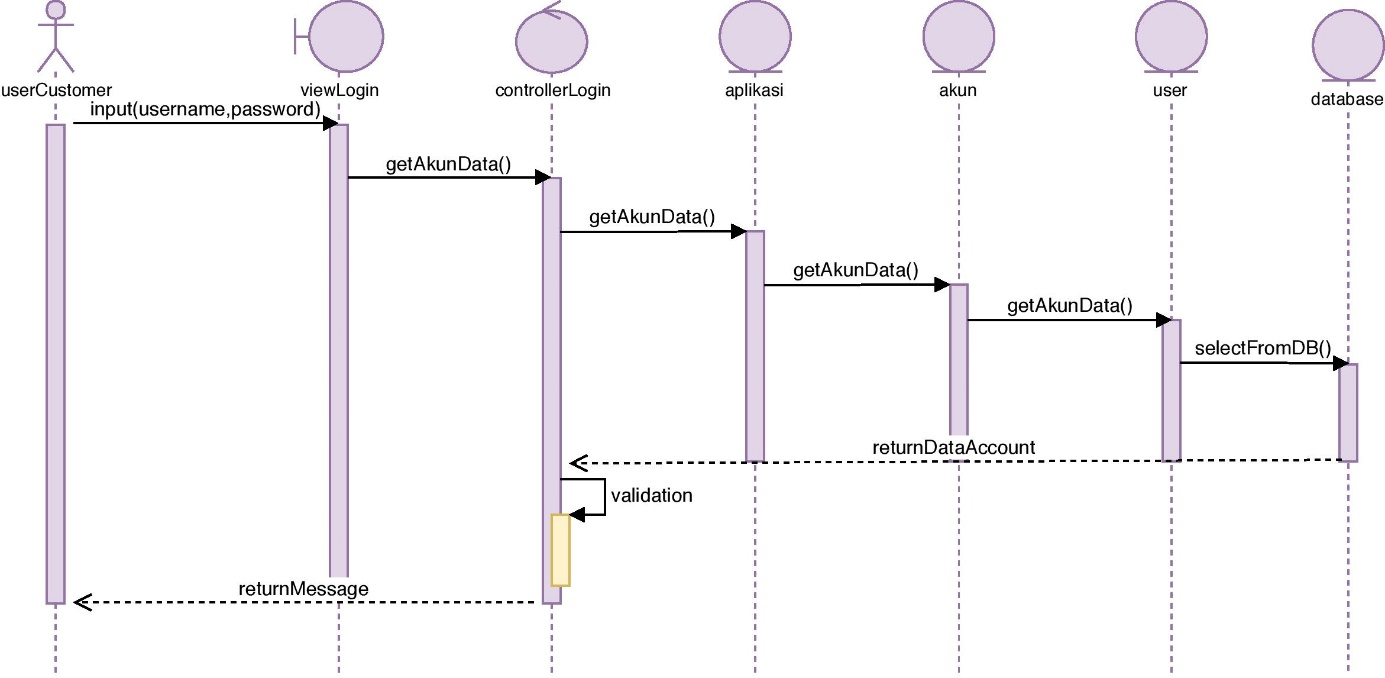 userCustomer
viewLogin
controllerLogin
aplikasi
akun
user
database
input(username,password)
getAkunData()
getAkunData()
getAkunData()
getAkunData()
selectFromDB()
returnDataAccount
validation
returnMessage